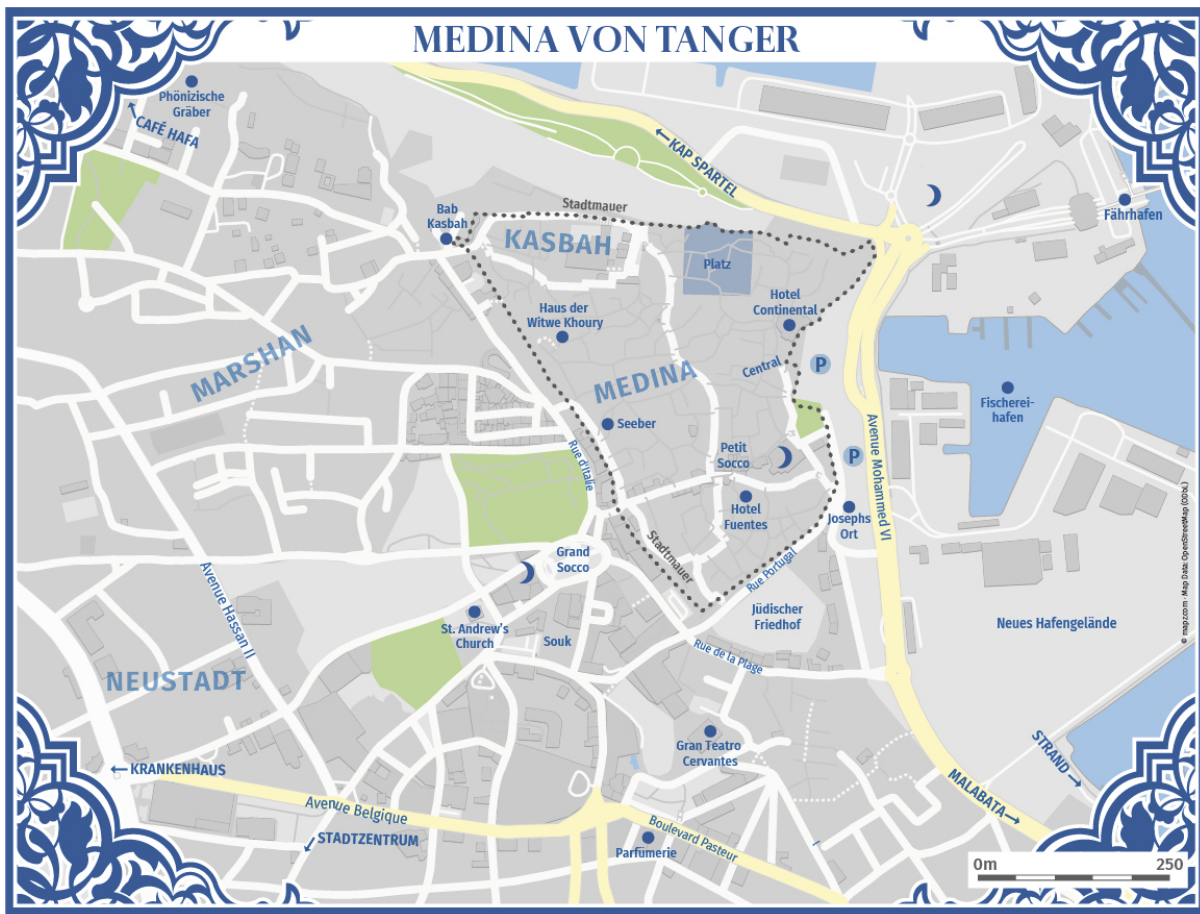 MEDINA VON TANGER
Phönizische
Gräber
←CAFÉ HAFA
←KAP SPARTEL
Stadtmauer
Bab
Kasbah
KASBAH
Fährhafen
Platz
Hotel
Continental
Haus der
Witwe Khoury
MARSHAN
MEDINA
Central
P
Fischerei-
hafen
Seeber
Avenue Mohammed VI
Rue d'Italie
Petit
Socco
P
Hotel
Fuentes
Josephs
Ort
© mapz.com - Map Data: OpenStreetMap (ODbL)
Grand
Socco
Stadtmauer
Rue Portugal
Avenue Hassan II
Jüdischer
Friedhof
Neues Hafengelände
St. Andrew's
Church
Souk
Rue de la Plage
NEUSTADT
Gran Teatro
Cervantes
STRAND→
←KRANKENHAUS
MALABATA→
Avenue Belgique
←STADTZENTRUM
Boulevard Pasteur
Parfümerie
0m 250